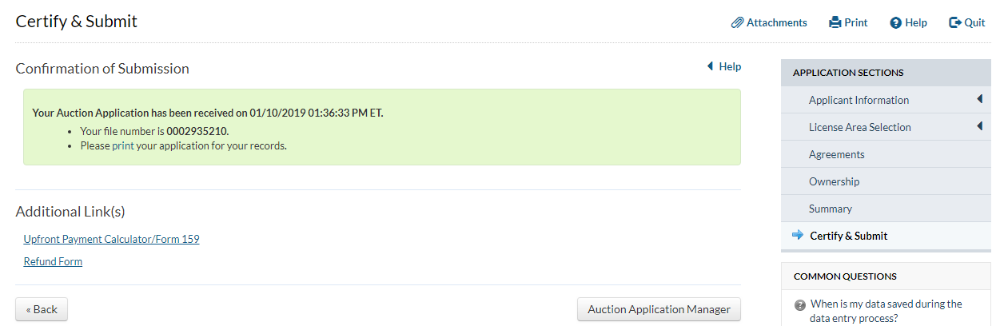 Certify & Submit
Attachments
Print
Help
Quit
Confirmation of Submission
Help
Your Auction Application has been received on 01/10/2019 01:36:33 PM ET.
Your file number is 0002935210.
Please print your application for your records.
Additional Link(s)
Upfront Payment Calculator/Form 159
Refund Form
« Back
Auction Application Manager
APPLICATION SECTIONS
Applicant Information
License Area Selection
Agreements
Ownership
Summary
Certify & Submit
COMMON QUESTIONS
When is my data saved during the
data entry process?